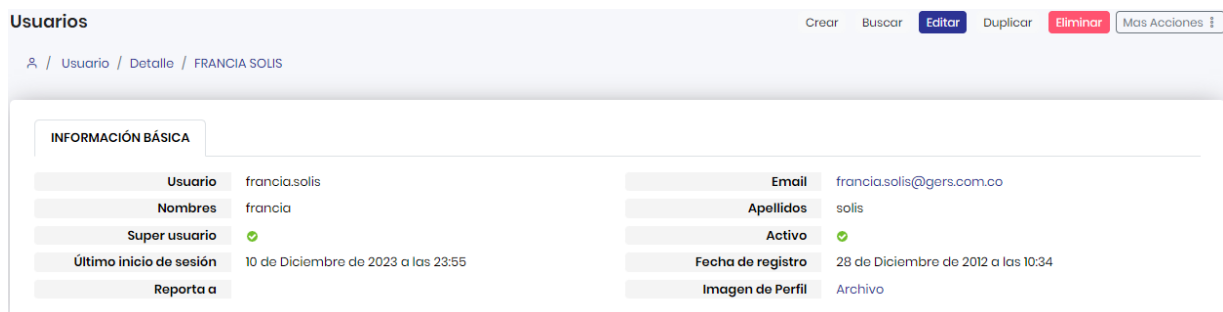 Usuarios Crear Buscar Editar Duplicar Eliminar Mas Acciones
/ Usuario / Detalle / FRANCIA SOLIS
INFORMACIÓN BÁSICA
Usuario francia.solis Email francia.solis@gers.com.co
Nombres francia Apellidos solis
Super usuario Activo
Último inicio de sesión 10 de Diciembre de 2023 a las 23:55 Fecha de registro 28 de Diciembre de 2012 a las 10:34
Reporta a Imagen de Perfil Archivo